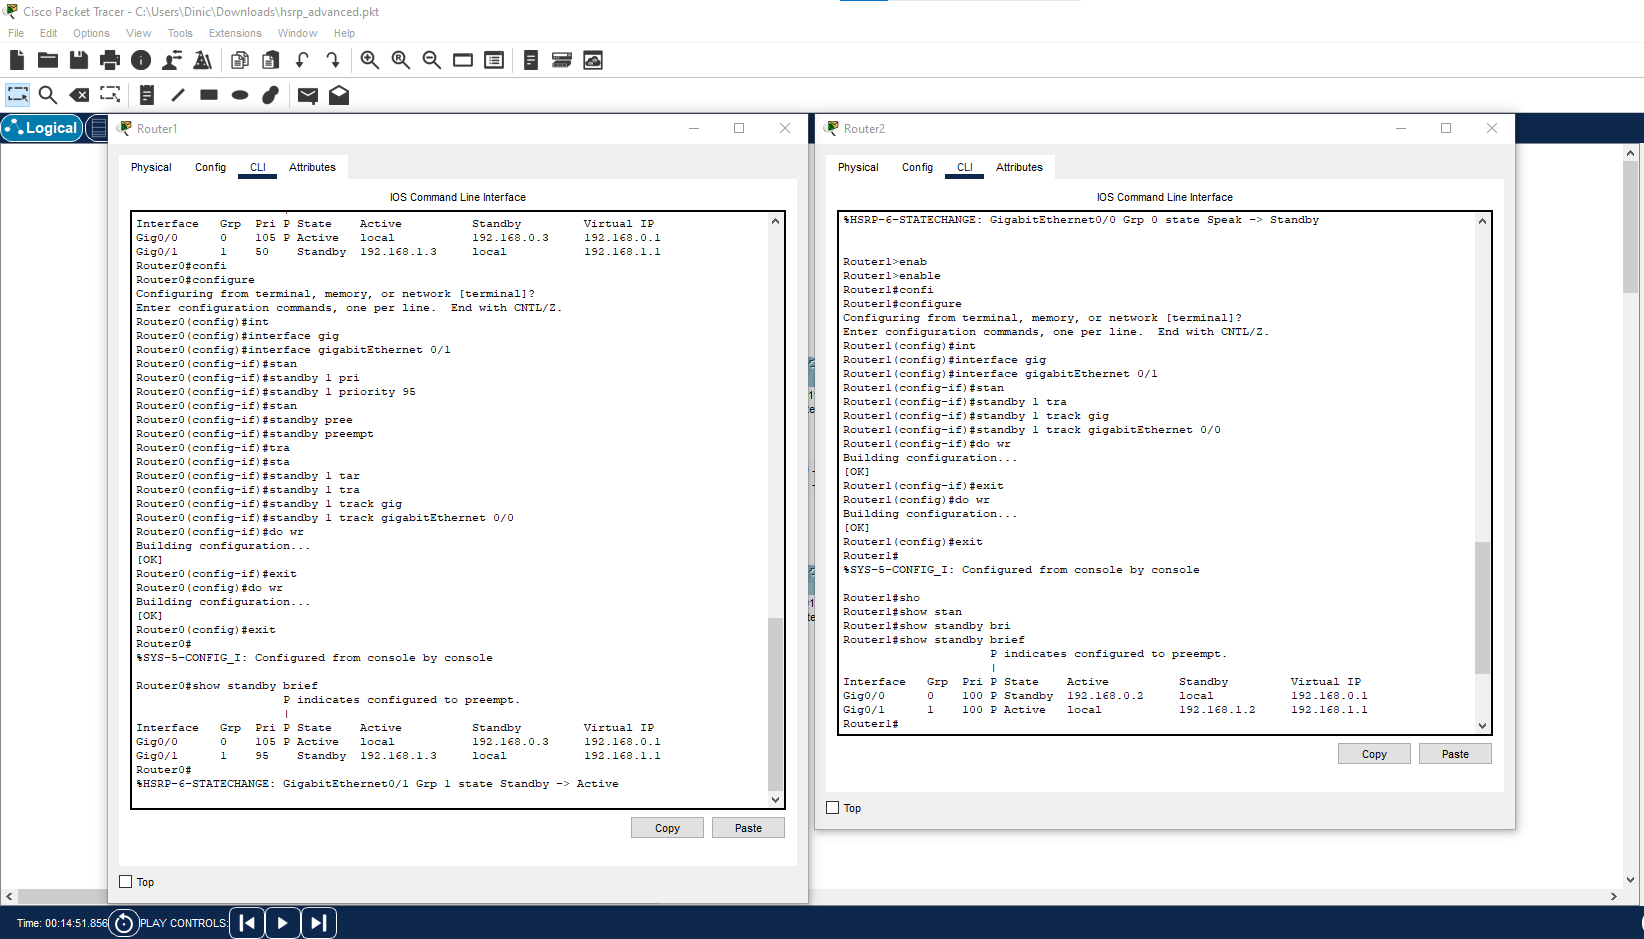 Cisco Packet Tracer - C:\Users\Dinic\Downloads\hsrp_advanced.pkt
File Edit Options View Tools Extensions Window Help
Logical
Router1
Physical Config CLI Attributes
IOS Command Line Interface
Interface   Grp  Pri P State    Active          Standby         Virtual IP
Gig0/0      0    105 P Active   local           192.168.0.3     192.168.0.1
Gig0/1      1    50    Standby  192.168.1.3     local           192.168.1.1
Router0#confi
Router0#configure
Configuring from terminal, memory, or network [terminal]?
Enter configuration commands, one per line.  End with CNTL/Z.
Router0(config)#int
Router0(config)#interface gig
Router0(config)#interface gigabitEthernet 0/1
Router0(config-if)#stan
Router0(config-if)#standby 1 pri
Router0(config-if)#standby 1 priority 95
Router0(config-if)#stan
Router0(config-if)#standby pree
Router0(config-if)#standby preempt
Router0(config-if)#tra
Router0(config-if)#sta
Router0(config-if)#standby 1 tar
Router0(config-if)#standby 1 tra
Router0(config-if)#standby 1 track gig
Router0(config-if)#standby 1 track gigabitEthernet 0/0
Router0(config-if)#do wr
Building configuration...
[OK]
Router0(config-if)#exit
Router0(config)#do wr
Building configuration...
[OK]
Router0(config)#exit
Router0#
%SYS-5-CONFIG_I: Configured from console by console
Router0#show standby brief
P indicates configured to preempt.
|
Interface   Grp  Pri P State    Active          Standby         Virtual IP
Gig0/0      0    105 P Active   local           192.168.0.3     192.168.0.1
Gig0/1      1    95    Standby  192.168.1.3     local           192.168.1.1
Router0#
%HSRP-6-STATECHANGE: GigabitEthernet0/1 Grp 1 state Standby -> Active
Copy Paste
Top
Router2
Physical Config CLI Attributes
IOS Command Line Interface
%HSRP-6-STATECHANGE: GigabitEthernet0/0 Grp 0 state Speak -> Standby
Router1>enab
Router1>enable
Router1#confi
Router1#configure
Configuring from terminal, memory, or network [terminal]?
Enter configuration commands, one per line.  End with CNTL/Z.
Router1(config)#int
Router1(config)#interface gig
Router1(config)#interface gigabitEthernet 0/1
Router1(config-if)#stan
Router1(config-if)#standby 1 tra
Router1(config-if)#standby 1 track gig
Router1(config-if)#standby 1 track gigabitEthernet 0/0
Router1(config-if)#do wr
Building configuration...
[OK]
Router1(config-if)#exit
Router1(config)#do wr
Building configuration...
[OK]
Router1(config)#exit
Router1#
%SYS-5-CONFIG_I: Configured from console by console
Router1#sho
Router1#show stan
Router1#show standby bri
Router1#show standby brief
P indicates configured to preempt.
|
Interface   Grp  Pri P State    Active          Standby         Virtual IP
Gig0/0      0    100 P Standby  192.168.0.2     local           192.168.0.1
Gig0/1      1    100 P Active   local           192.168.1.2     192.168.1.1
Router1#
Copy Paste
Top
Time: 00:14:51.856 PLAY CONTROLS: